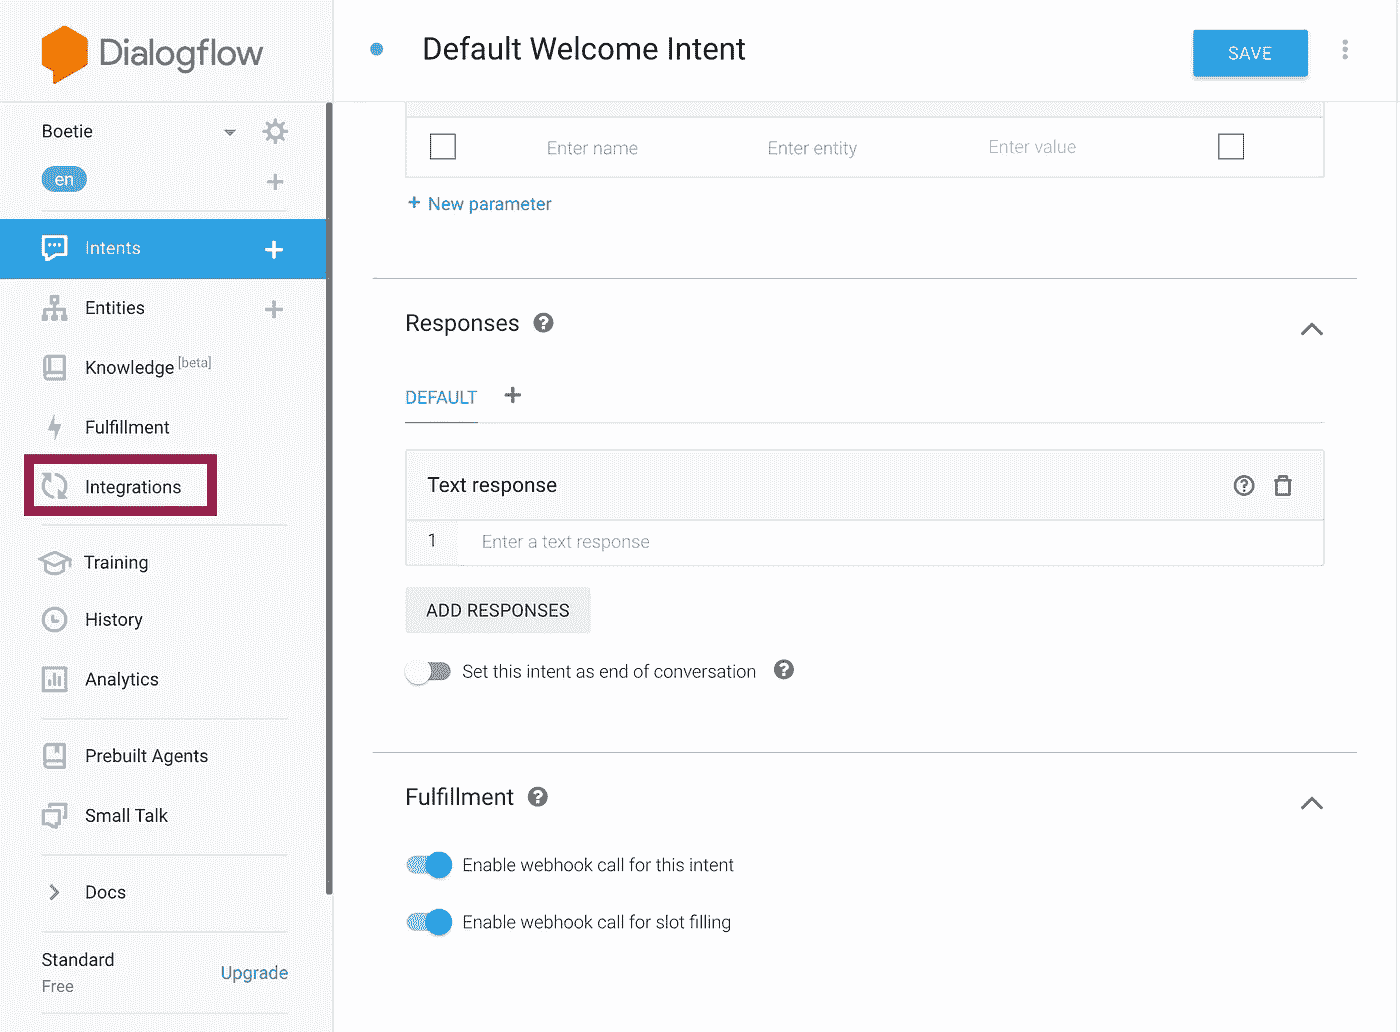 Dialogflow
Boetie
en
Intents
Entities
Knowledge [beta]
Fulfillment
Integrations
Training
History
Analytics
Prebuilt Agents
Small Talk
Docs
Standard
Free
Upgrade
Default Welcome Intent
SAVE
Enter name Enter entity Enter value
+ New parameter
Responses ?
DEFAULT +
Text response ?
1 Enter a text response
ADD RESPONSES
Set this intent as end of conversation ?
Fulfillment ?
Enable webhook call for this intent
Enable webhook call for slot filling